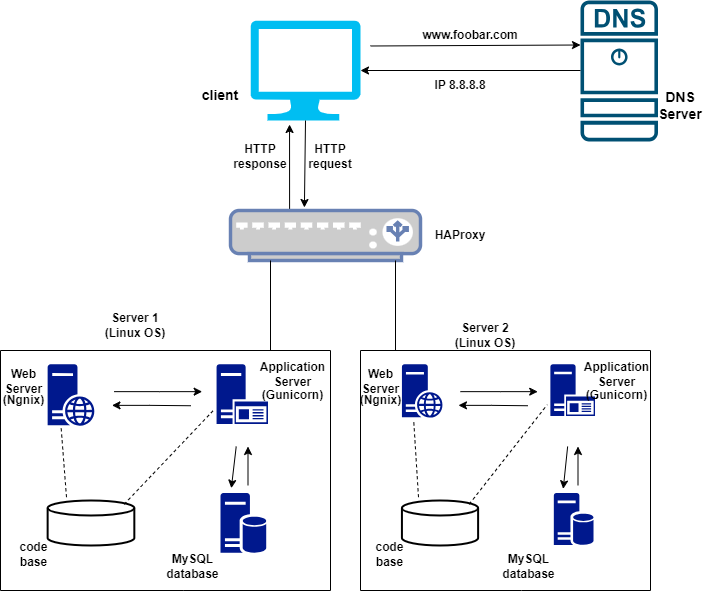 DNS
www.foobar.com
IP 8.8.8.8
client
DNS
Server
HTTP
response
HTTP
request
HAProxy
Server 1
(Linux OS)
Server 2
(Linux OS)
Web
Server
(Ngnix)
Application
Server
(Gunicorn)
Web
Server
(Ngnix)
Application
Server
(Gunicorn)
code
base
MySQL
database
code
base
MySQL
database